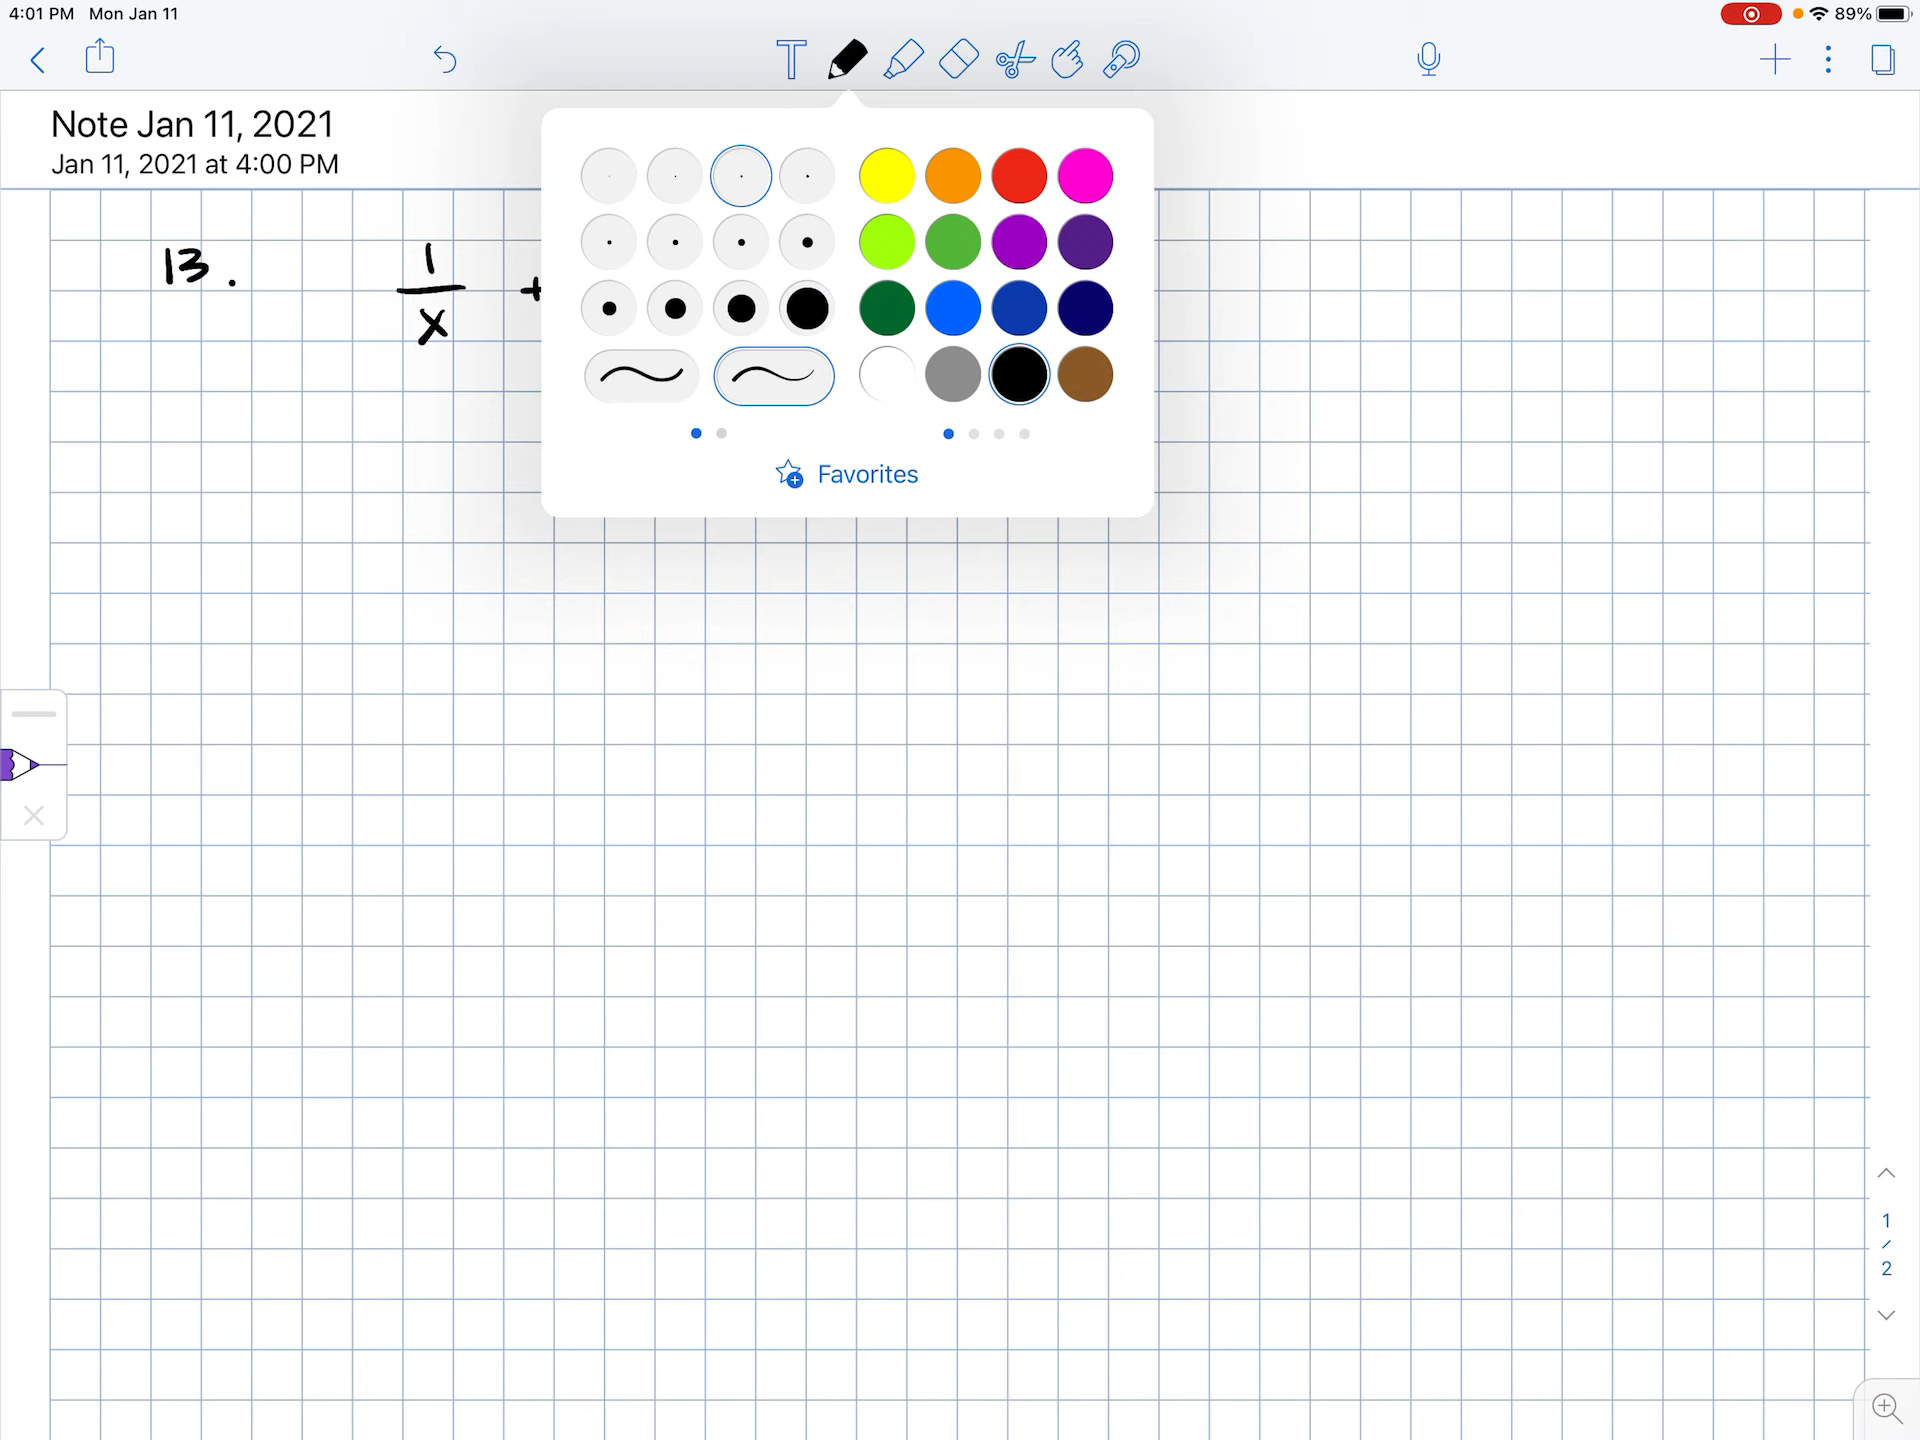 4:01 PM Mon Jan 11 89%
T
Note Jan 11, 2021
Jan 11, 2021 at 4:00 PM
13. 1/x +
Favorites
1
/
2